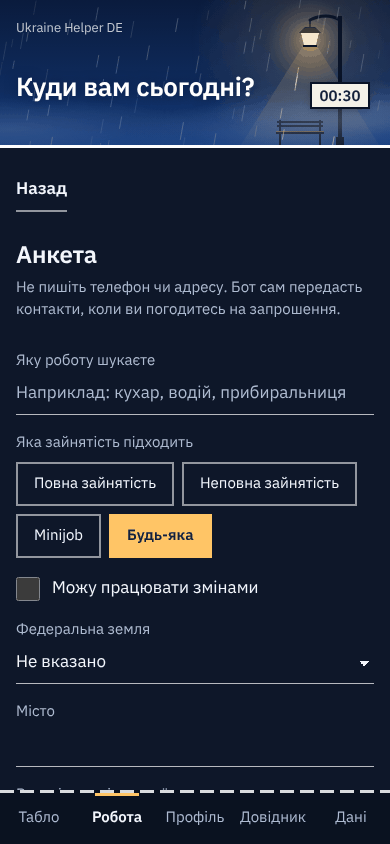 Ukraine Helper DE
Куди вам сьогодні?
00:30
Назад
Анкета
Не пишіть телефон чи адресу. Бот сам передасть
контакти, коли ви погодитесь на запрошення.
Яку роботу шукаєте
Наприклад: кухар, водій, прибиральниця
Яка зайнятість підходить
Повна зайнятість
Неповна зайнятість
Minijob
Будь-яка
Можу працювати змінами
Федеральна земля
Не вказано
Місто
Табло
Робота
Профіль
Довідник
Дані